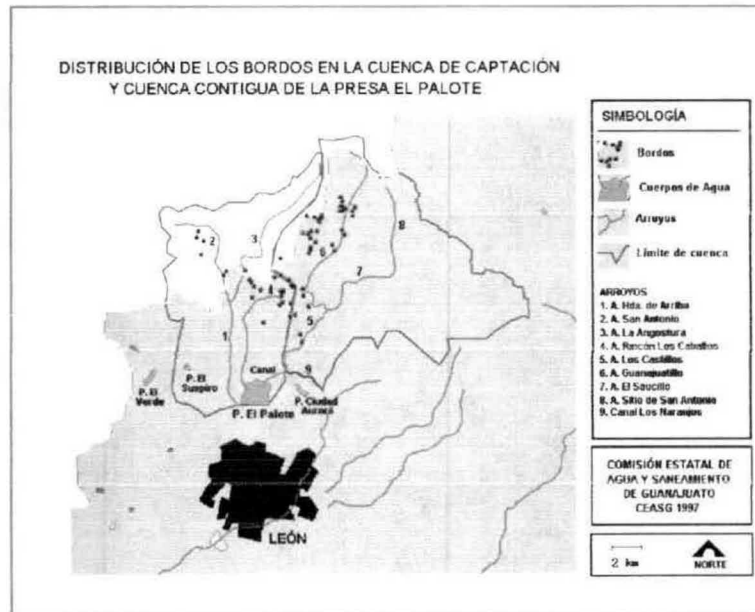 DISTRIBUCIÓN DE LOS BORDOS EN LA CUENCA DE CAPTACIÓN
Y CUENCA CONTIGUA DE LA PRESA EL PALOTE
SIMBOLOGÍA
Bordos
Cuerpos de Agua
Arroyos
Límite de cuenca
ARROYOS
1. A. Hda. de Arriba
2. A. San Antonio
3. A. La Angostura
4. A. Rincón Los Caballos
5. A. Los Castillos
6. A. Guanajuatillo
7. A. El Saucillo
8. A. Sitio de San Antonio
9. Canal Los Naranjos
COMISIÓN ESTATAL DE
AGUA Y SANEAMIENTO
DE GUANAJUATO
CEASG 1997
2 km
NORTE
2
3
8
6
7
4
5
1
9
Canal
P. El
Verde
P. El
Suspiro
P. El Palote
P. Ciudad
Aurora
LEÓN